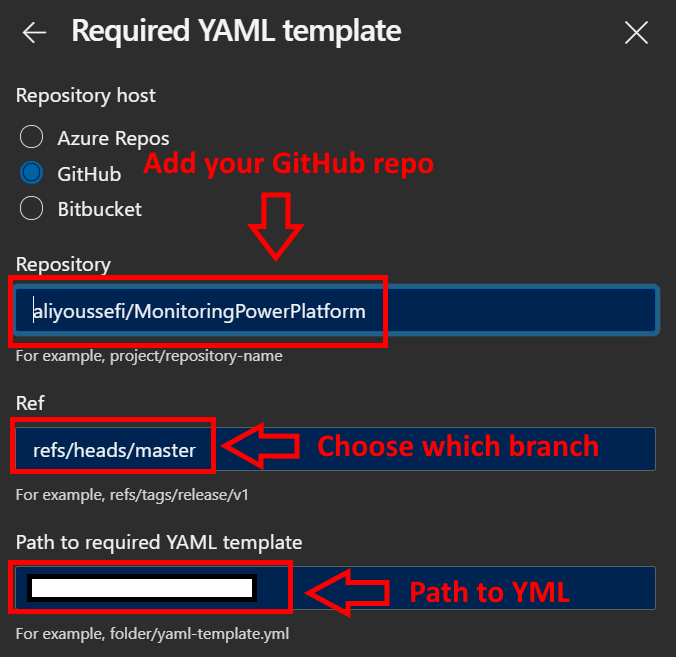 Required YAML template
Repository host
Azure Repos
GitHub
Add your GitHub repo
Bitbucket
Repository
aliyoussefi/MonitoringPowerPlatform
For example, project/repository-name
Ref
refs/heads/master
Choose which branch
For example, refs/tags/release/v1
Path to required YAML template
Path to YML
For example, folder/yaml-template.yml